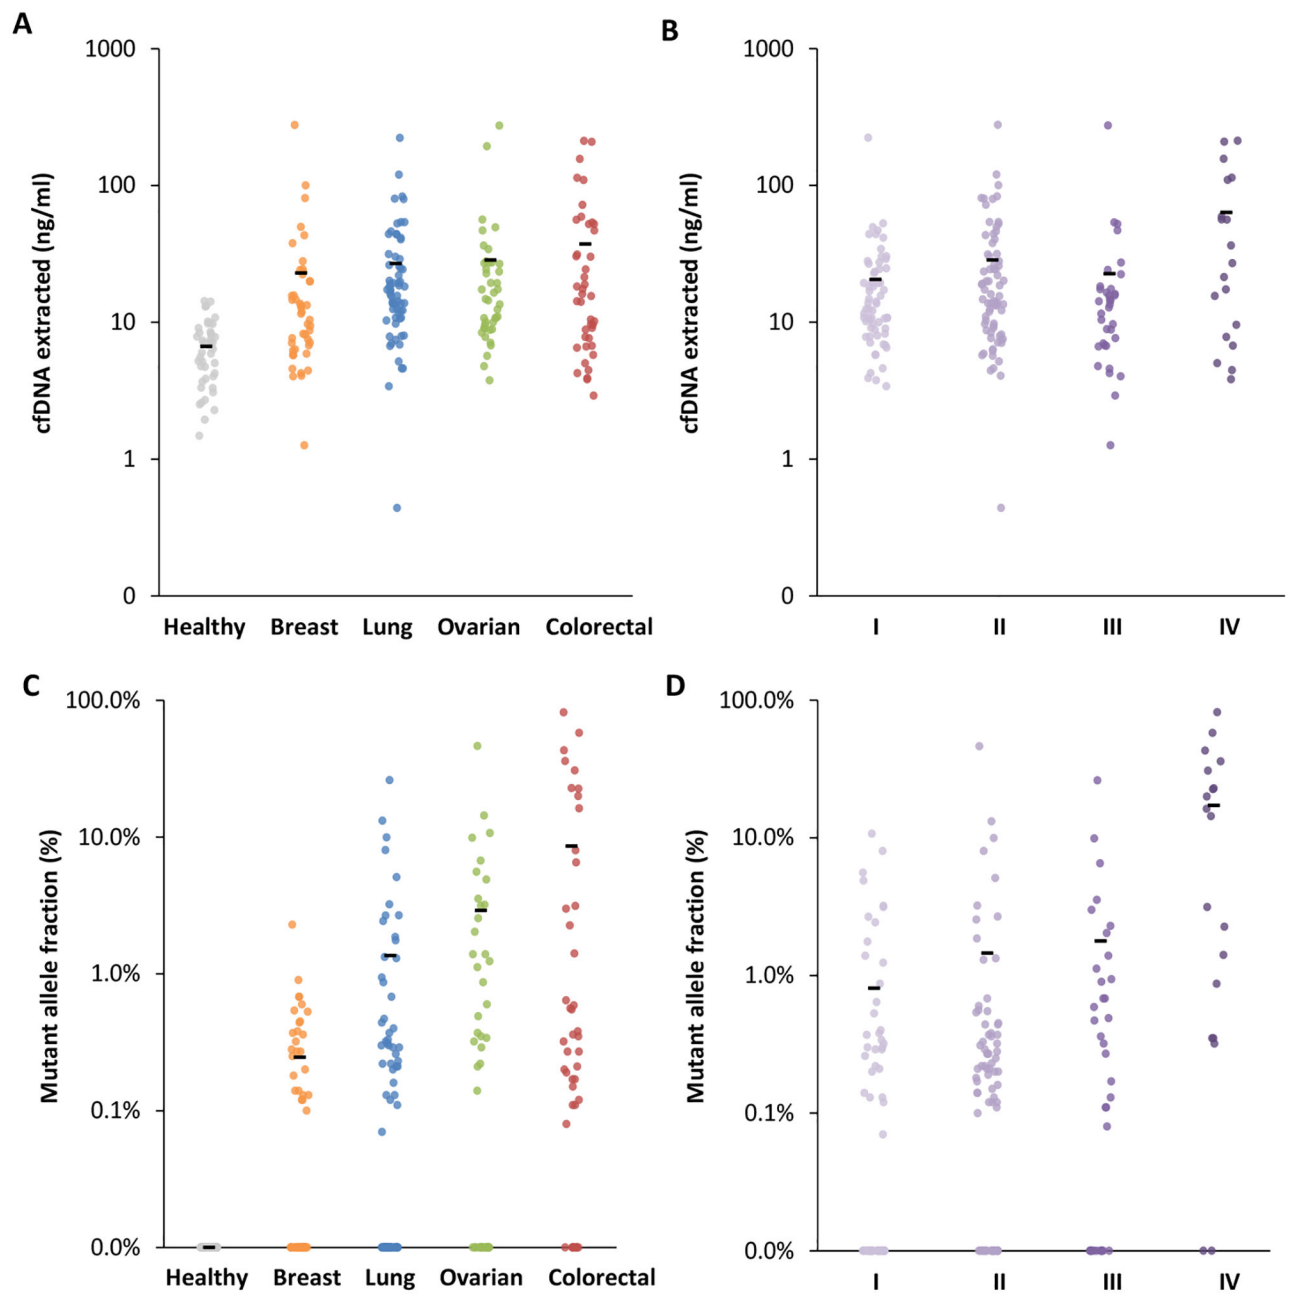 A
cfDNA extracted (ng/ml)
1000
100
10
1
0
Healthy Breast Lung Ovarian Colorectal
B
cfDNA extracted (ng/ml)
1000
100
10
1
0
I II III IV
C
Mutant allele fraction (%)
100.0%
10.0%
1.0%
0.1%
0.0%
Healthy Breast Lung Ovarian Colorectal
D
Mutant allele fraction (%)
100.0%
10.0%
1.0%
0.1%
0.0%
I II III IV